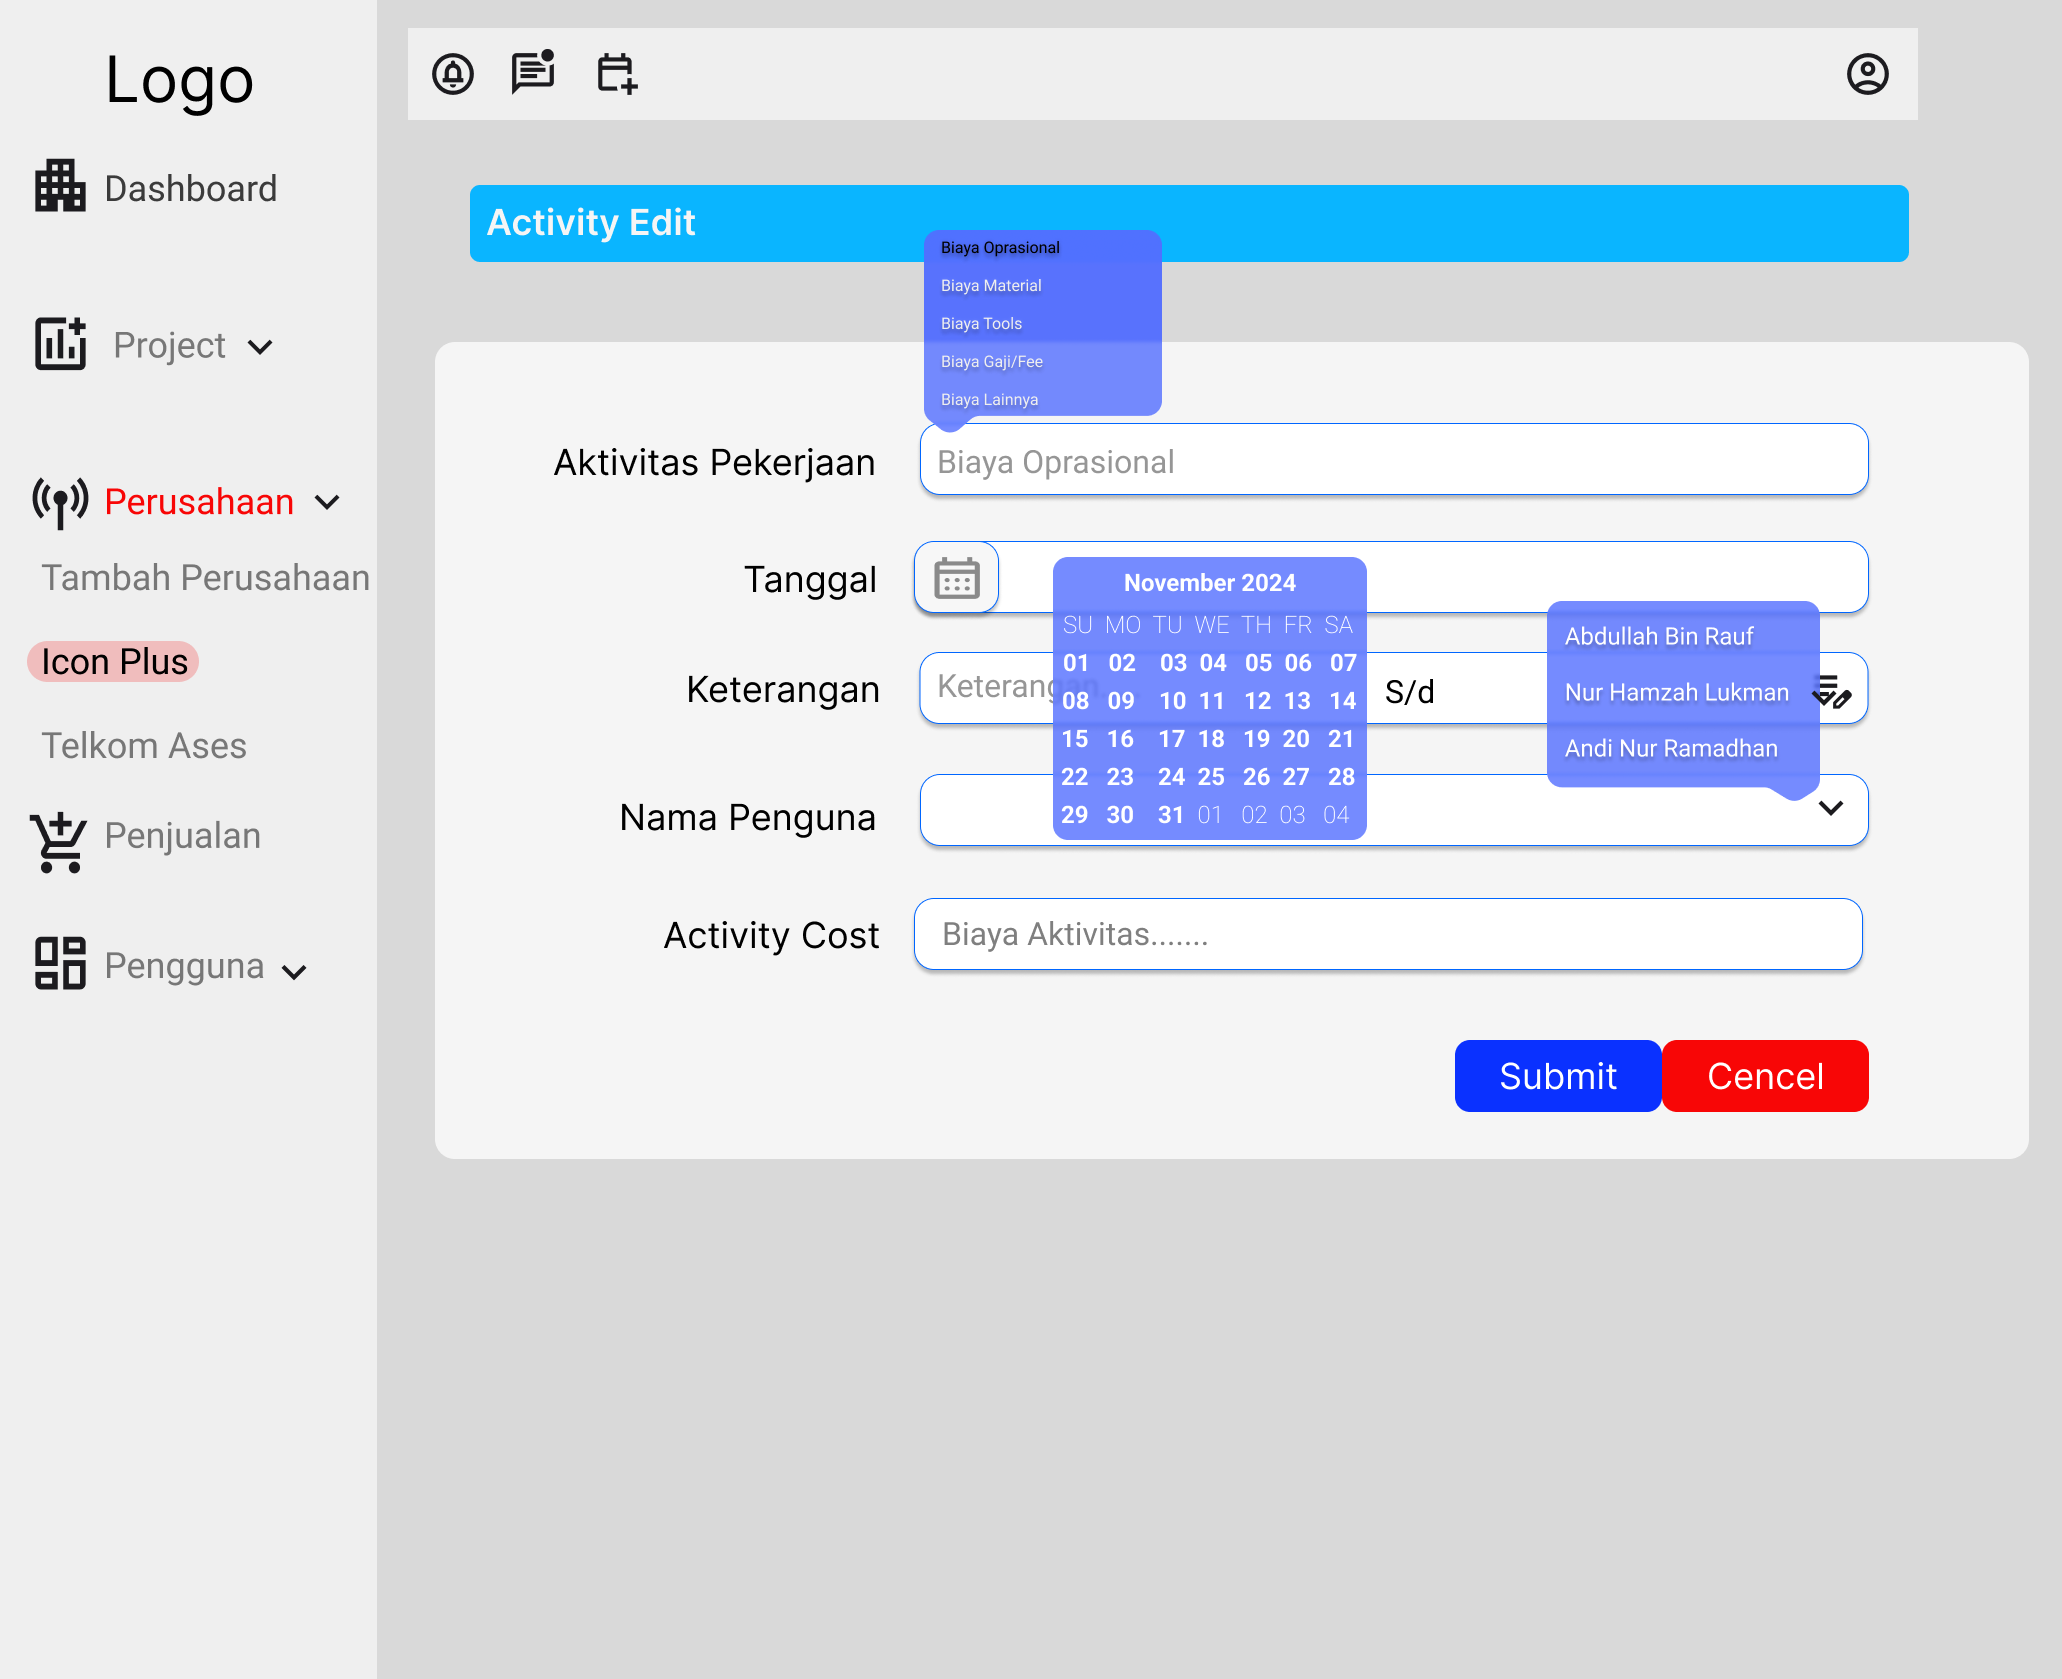 Logo
Dashboard
Project
Perusahaan
Tambah Perusahaan
Icon Plus
Telkom Ases
Penjualan
Pengguna
Activity Edit
Biaya Oprasional
Biaya Material
Biaya Tools
Biaya Gaji/Fee
Biaya Lainnya
Aktivitas Pekerjaan
Biaya Oprasional
Tanggal
November 2024
SU MO TU WE TH FR SA
01 02 03 04 05 06 07
08 09 10 11 12 13 14
15 16 17 18 19 20 21
22 23 24 25 26 27 28
29 30 31 01 02 03 04
Keterangan
Keterangan....
S/d
Abdullah Bin Rauf
Nur Hamzah Lukman
Andi Nur Ramadhan
Nama Penguna
Activity Cost
Biaya Aktivitas.......
Submit
Cencel